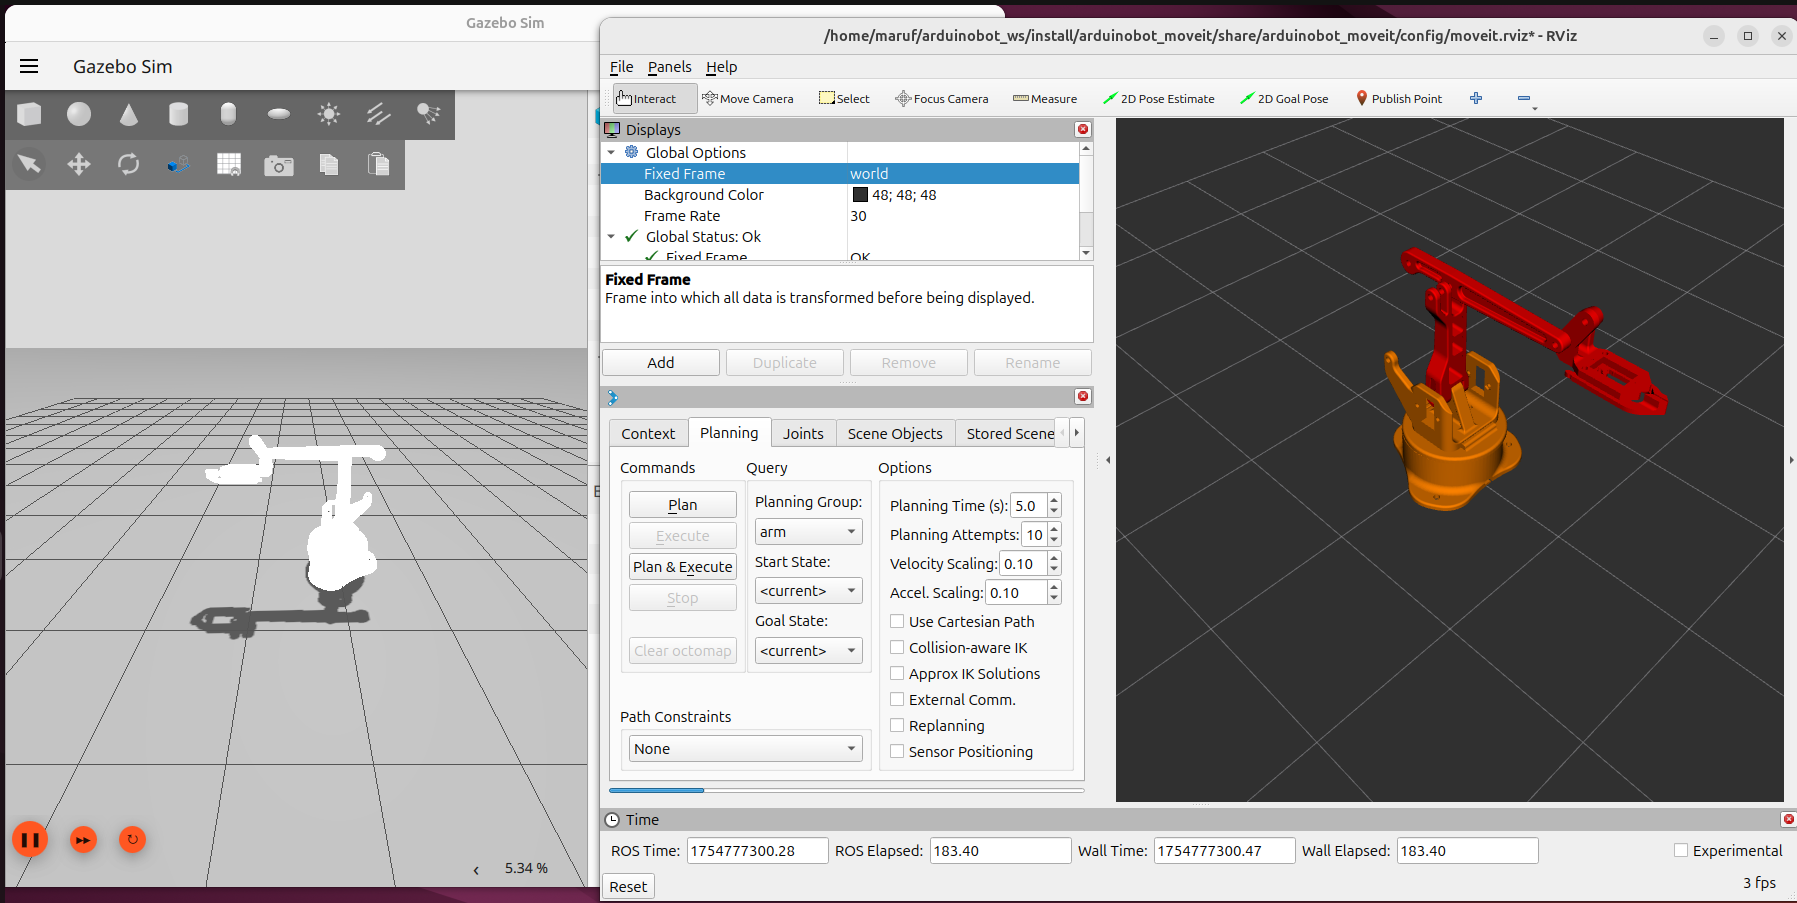 Gazebo Sim
Gazebo Sim
5.34 %
/home/maruf/arduinobot_ws/install/arduinobot_moveit/share/arduinobot_moveit/config/moveit.rviz* - RViz
File Panels Help
Interact Move Camera Select Focus Camera Measure 2D Pose Estimate 2D Goal Pose Publish Point
Displays
Global Options
Fixed Frame world
Background Color 48; 48; 48
Frame Rate 30
Global Status: Ok
Fixed Frame OK
Fixed Frame
Frame into which all data is transformed before being displayed.
Add Duplicate Remove Rename
Context Planning Joints Scene Objects Stored Scene
Commands Query Options
Plan
Execute
Plan & Execute
Stop
Clear octomap
Planning Group:
arm
Start State:
<current>
Goal State:
<current>
Planning Time (s): 5.0
Planning Attempts: 10
Velocity Scaling: 0.10
Accel. Scaling: 0.10
Use Cartesian Path
Collision-aware IK
Approx IK Solutions
External Comm.
Replanning
Sensor Positioning
Path Constraints
None
Time
ROS Time: 1754777300.28 ROS Elapsed: 183.40 Wall Time: 1754777300.47 Wall Elapsed: 183.40 Experimental
Reset
3 fps